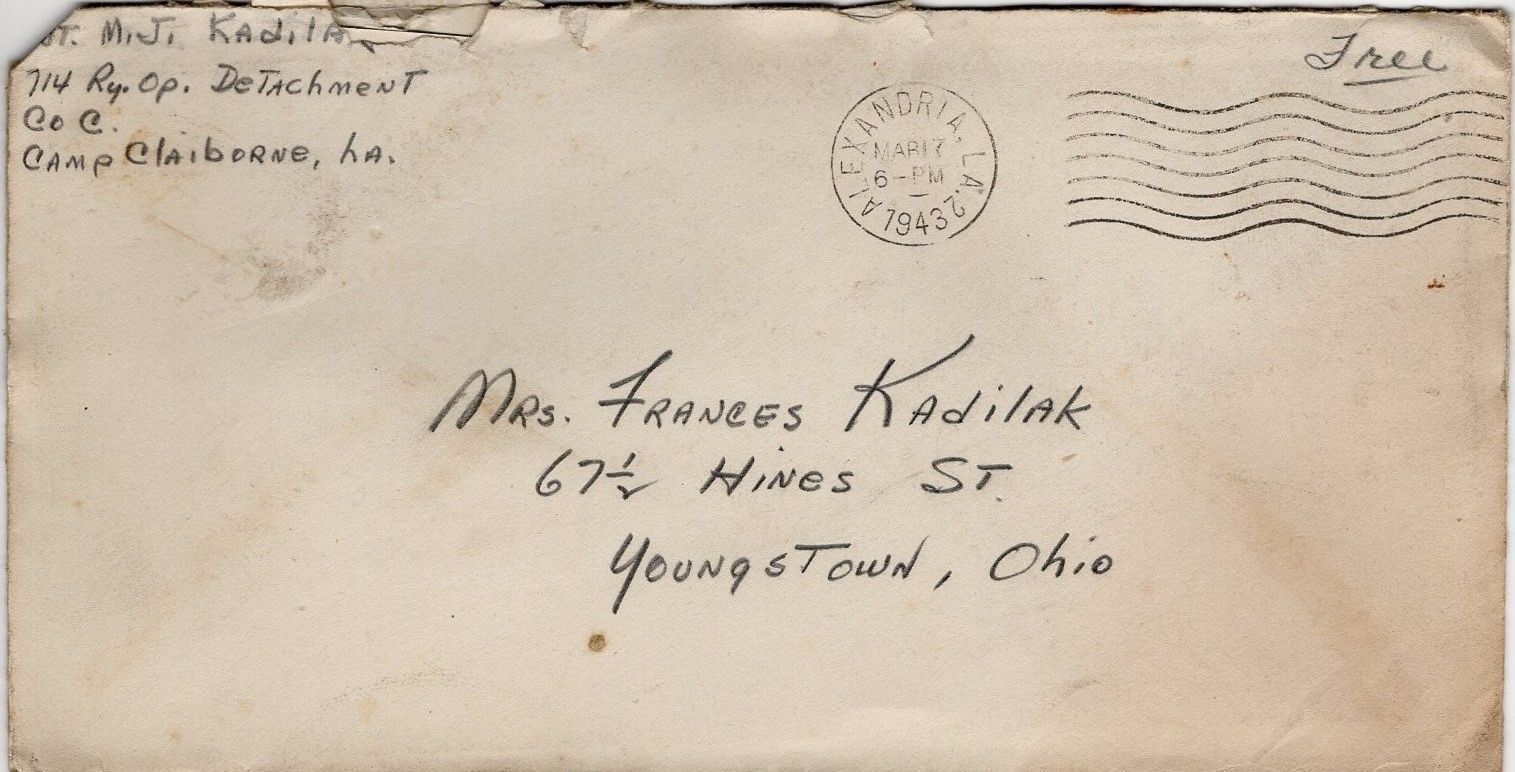 M.J. Kadilak
714 Ry. Op. Detachment
Co C.
Camp Claiborne, La.
Free
ALEXANDRIA, LA. 2
MAR 17
6-PM
1943
Mrs. Frances Kadilak
67½ Hines St.
Youngstown, Ohio